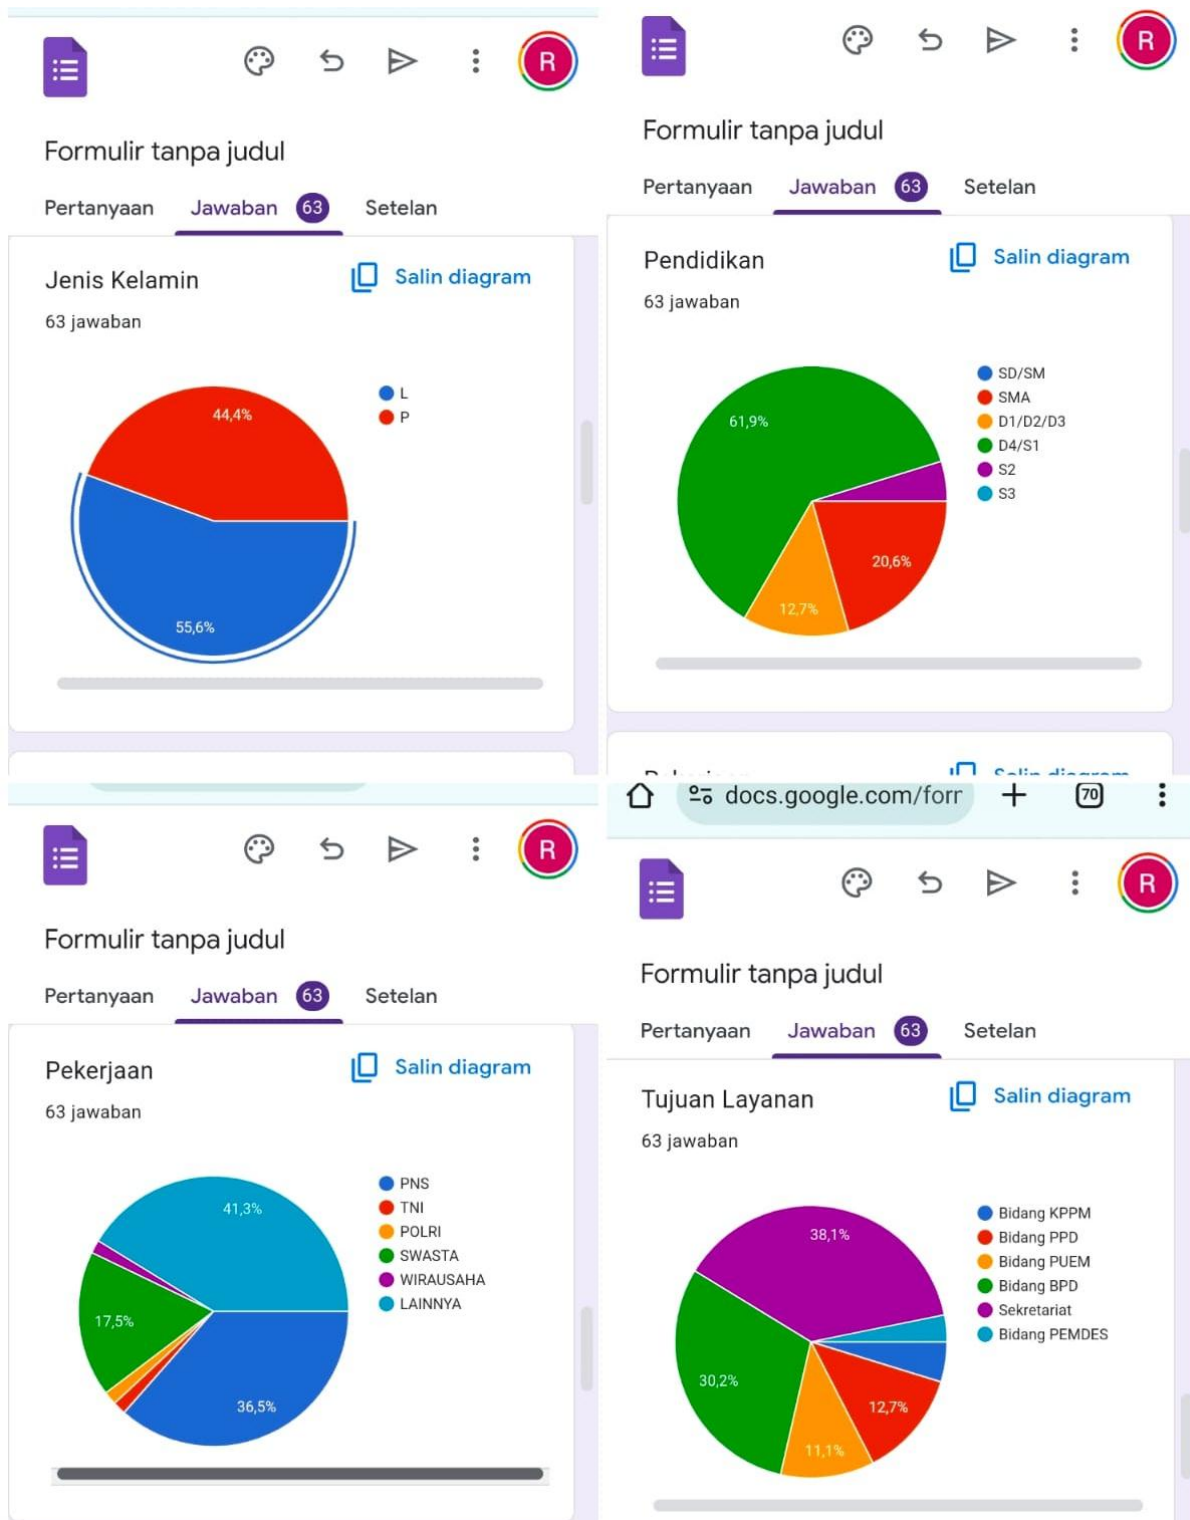 R
Formulir tanpa judul
Pertanyaan Jawaban 63 Setelan
Jenis Kelamin Salin diagram
63 jawaban
L
P
44,4%
55,6%
R
Formulir tanpa judul
Pertanyaan Jawaban 63 Setelan
Pendidikan Salin diagram
63 jawaban
SD/SM
SMA
D1/D2/D3
D4/S1
S2
S3
61,9%
20,6%
12,7%
Salin diagram
R
Formulir tanpa judul
Pertanyaan Jawaban 63 Setelan
Pekerjaan Salin diagram
63 jawaban
PNS
TNI
POLRI
SWASTA
WIRAUSAHA
LAINNYA
41,3%
17,5%
36,5%
docs.google.com/forr 70
R
Formulir tanpa judul
Pertanyaan Jawaban 63 Setelan
Tujuan Layanan Salin diagram
63 jawaban
Bidang KPPM
Bidang PPD
Bidang PUEM
Bidang BPD
Sekretariat
Bidang PEMDES
38,1%
30,2%
12,7%
11,1%